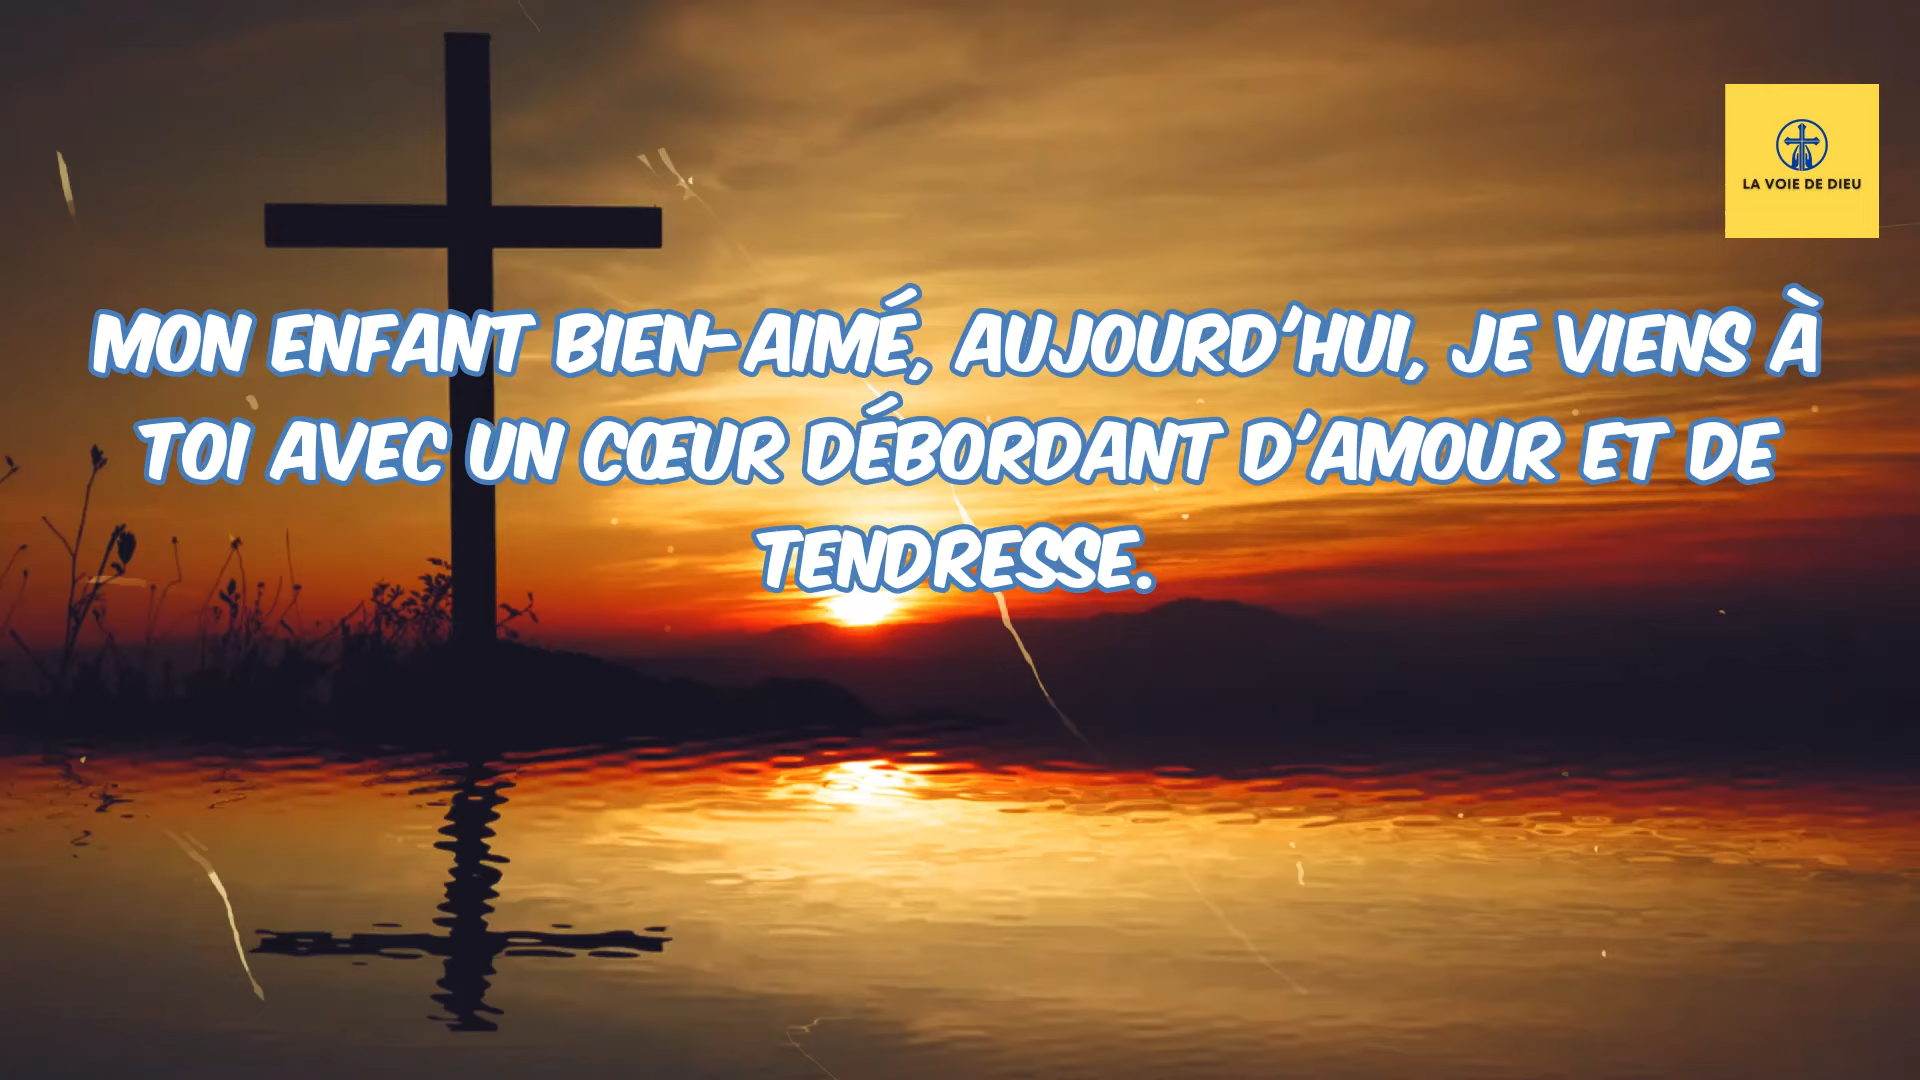 LA VOIE DE DIEU
MON ENFANT BIEN-AIMÉ, AUJOURD'HUI, JE VIENS À
TOI AVEC UN CŒUR DÉBORDANT D'AMOUR ET DE
TENDRESSE.